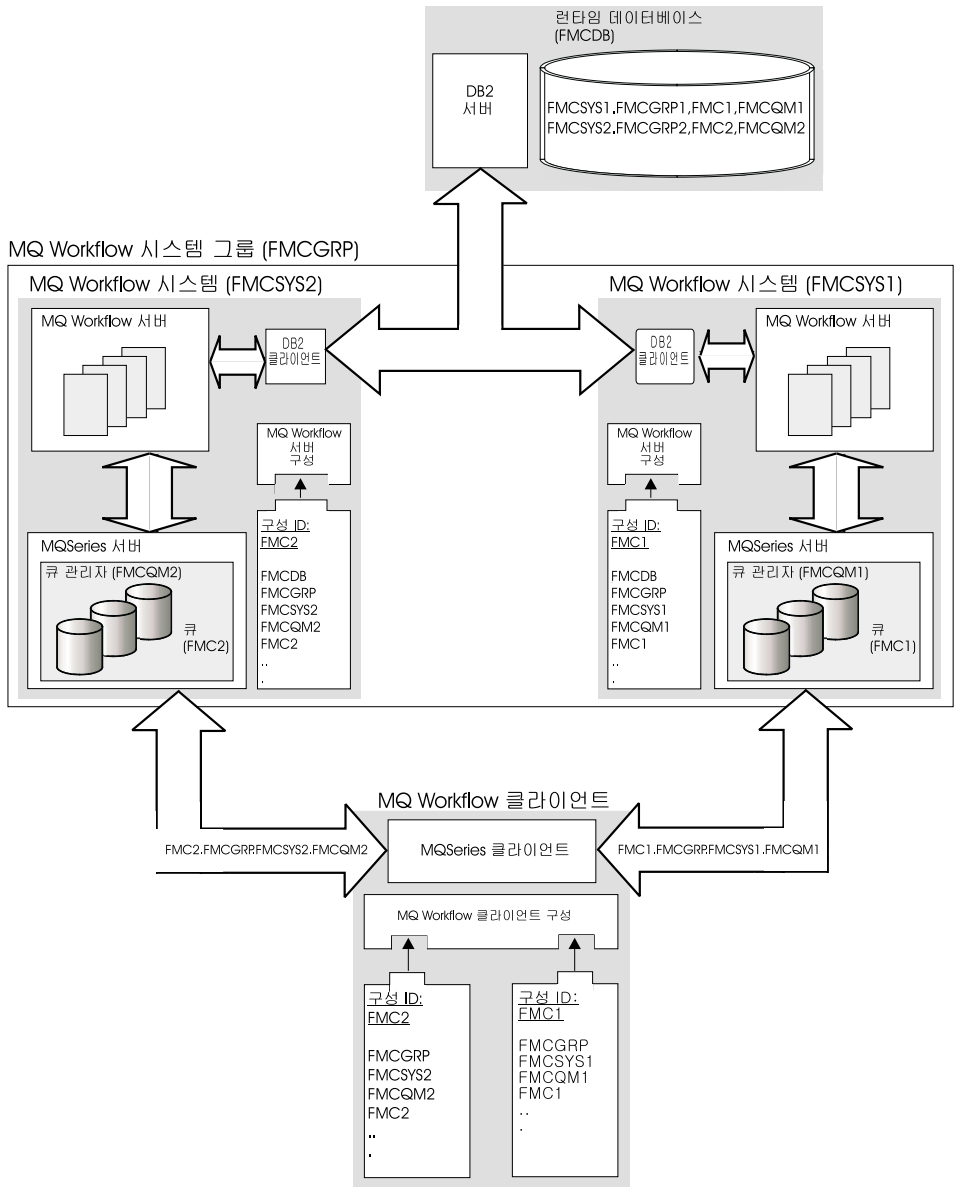 런타임 데이터베이스
(FMCDB)
DB2
서버
FMCSYS1.FMCGRP1,FMC1,FMCQM1
FMCSYS2.FMCGRP2,FMC2,FMCQM2
MQ Workflow 시스템 그룹 (FMCGRP)
MQ Workflow 시스템 (FMCSYS2)
MQ Workflow 서버
DB2
클라이언트
MQ Workflow
서버
구성
구성 ID:
FMC2
FMCDB
FMCGRP
FMCSYS2
FMCQM2
FMC2
..
.
MQSeries 서버
큐 관리자 (FMCQM2)
큐
(FMC2)
MQ Workflow 시스템 (FMCSYS1)
DB2
클라이언트
MQ Workflow 서버
MQ Workflow
서버
구성
구성 ID:
FMC1
FMCDB
FMCGRP
FMCSYS1
FMCQM1
FMC1
..
.
MQSeries 서버
큐 관리자 (FMCQM1)
큐
(FMC1)
MQ Workflow 클라이언트
FMC2.FMCGRP.FMCSYS2.FMCQM2
MQSeries 클라이언트
FMC1.FMCGRP.FMCSYS1.FMCQM1
MQ Workflow 클라이언트 구성
구성 ID:
FMC2
FMCGRP
FMCSYS2
FMCQM2
FMC2
..
.
구성 ID:
FMC1
FMCGRP
FMCSYS1
FMCQM1
FMC1
..
.